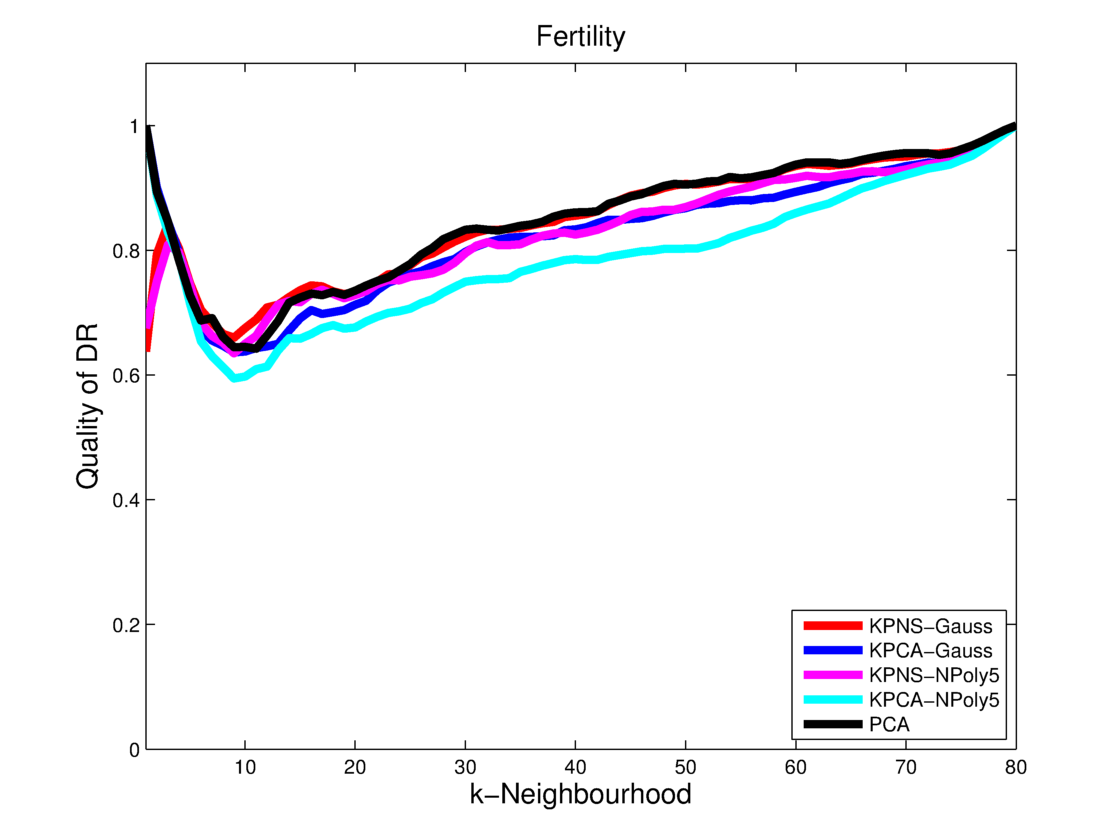 Fertility
Quality of DR
1
0.8
0.6
0.4
0.2
0
10 20 30 40 50 60 70 80
k−Neighbourhood
KPNS−Gauss
KPCA−Gauss
KPNS−NPoly5
KPCA−NPoly5
PCA